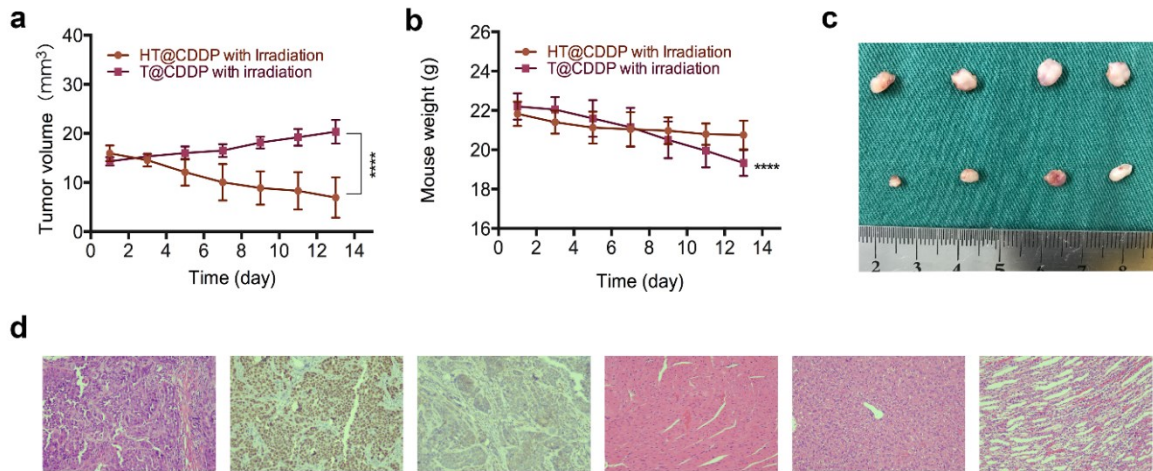 a
40
30
20
10
0
Tumor volume (mm³)
HT@CDDP with Irradiation
T@CDDP with irradiation
****
0 2 4 6 8 10 12 14
Time (day)
b
26
24
22
20
18
16
Mouse weight (g)
HT@CDDP with Irradiation
T@CDDP with irradiation
****
0 2 4 6 8 10 12 14
Time (day)
c
2 3 4 5 6 7 8
d